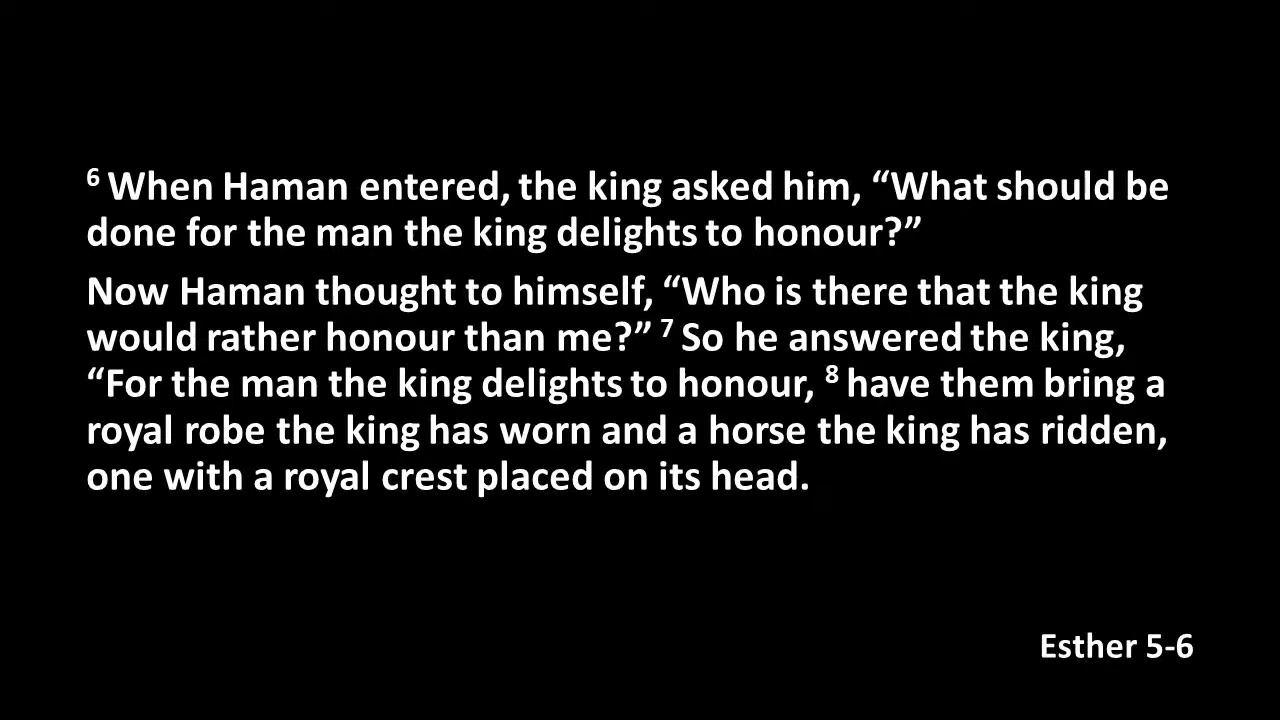 6 When Haman entered, the king asked him, “What should be
done for the man the king delights to honour?”
Now Haman thought to himself, “Who is there that the king
would rather honour than me?” 7 So he answered the king,
“For the man the king delights to honour, 8 have them bring a
royal robe the king has worn and a horse the king has ridden,
one with a royal crest placed on its head.
Esther 5-6